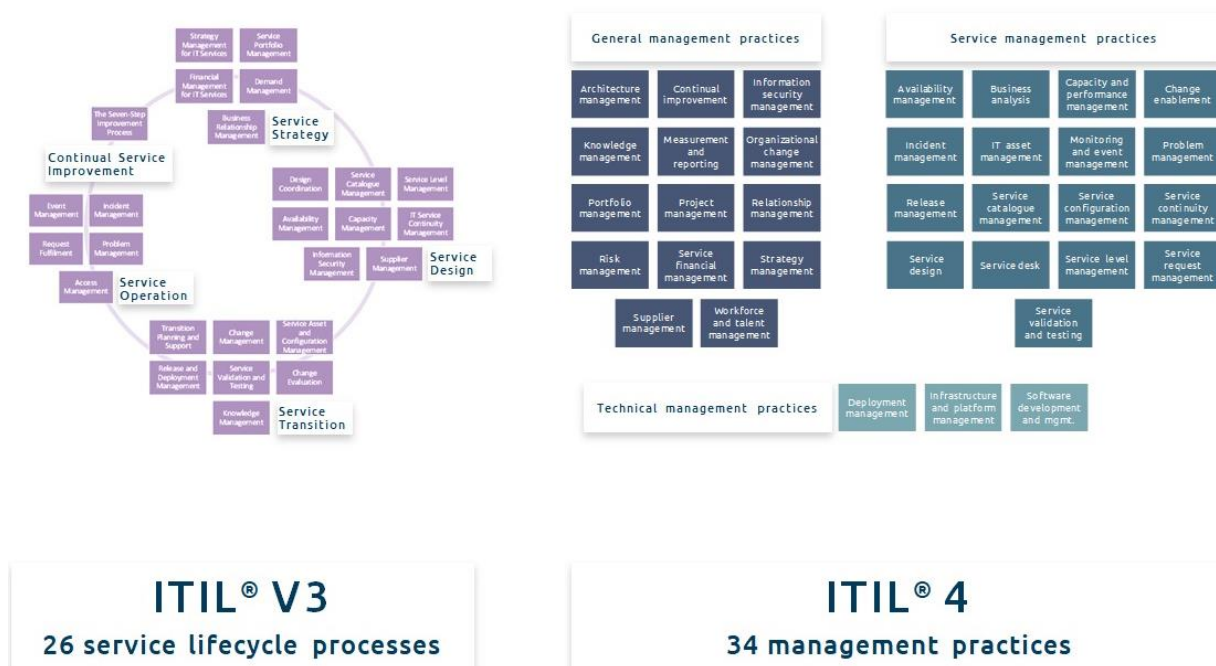 Strategy
Management
for IT Services
Service
Portfolio
Management
Financial
Management
for IT Services
Demand
Management
Business
Relationship
Management
Service
Strategy
The Seven-Step
Improvement
Process
Continual Service
Improvement
Design
Coordination
Service
Catalogue
Management
Service Level
Management
Availability
Management
Capacity
Management
IT Service
Continuity
Management
Information
Security
Management
Supplier
Management
Service
Design
Event
Management
Incident
Management
Request
Fulfilment
Problem
Management
Access
Management
Service
Operation
Transition
Planning and
Support
Change
Management
Service Asset
and
Configuration
Management
Release and
Deployment
Management
Service
Validation and
Testing
Change
Evaluation
Knowledge
Management
Service
Transition
ITIL® V3
26 service lifecycle processes
General management practices
Architecture
management
Continual
improvement
Information
security
management
Knowledge
management
Measurement
and
reporting
Organizational
change
management
Portfolio
management
Project
management
Relationship
management
Risk
management
Service
financial
management
Strategy
management
Supplier
management
Workforce
and talent
management
Service management practices
Availability
management
Business
analysis
Capacity and
performance
management
Change
enablement
Incident
management
IT asset
management
Monitoring
and event
management
Problem
management
Release
management
Service
catalogue
management
Service
configuration
management
Service
continuity
management
Service
design
Service desk
Service level
management
Service
request
management
Service
validation
and testing
Technical management practices
Deployment
management
Infrastructure
and platform
management
Software
development
and mgmt.
ITIL® 4
34 management practices